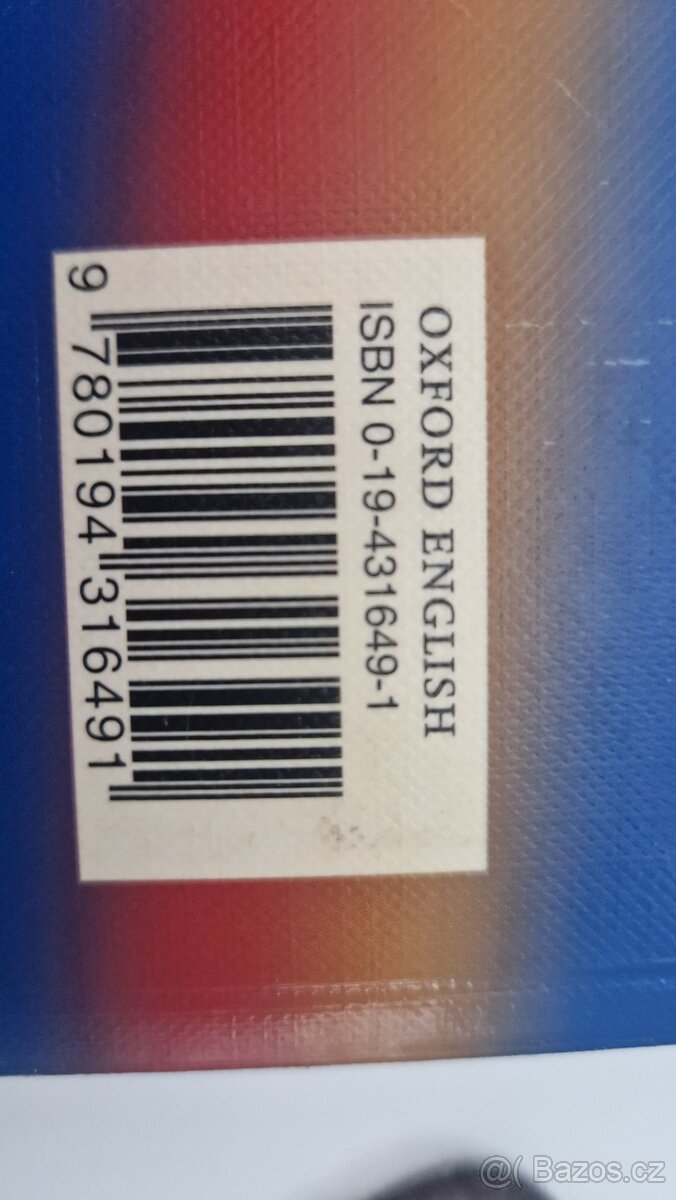 OXFORD ENGLISH
ISBN 0-19-431649-1
9 780194 316491
@( Bazos.cz